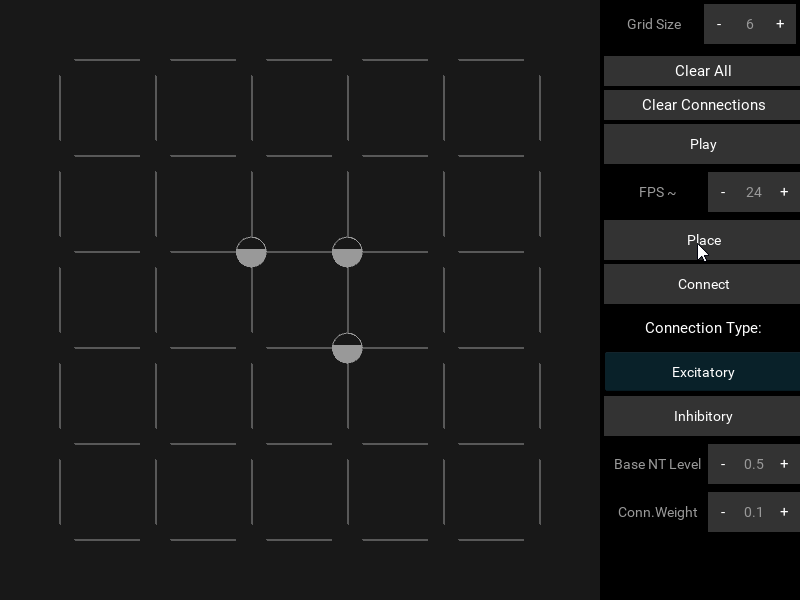 Grid Size - 6 +
Clear All
Clear Connections
Play
FPS ~ - 24 +
Place
Connect
Connection Type:
Excitatory
Inhibitory
Base NT Level - 0.5 +
Conn.Weight - 0.1 +